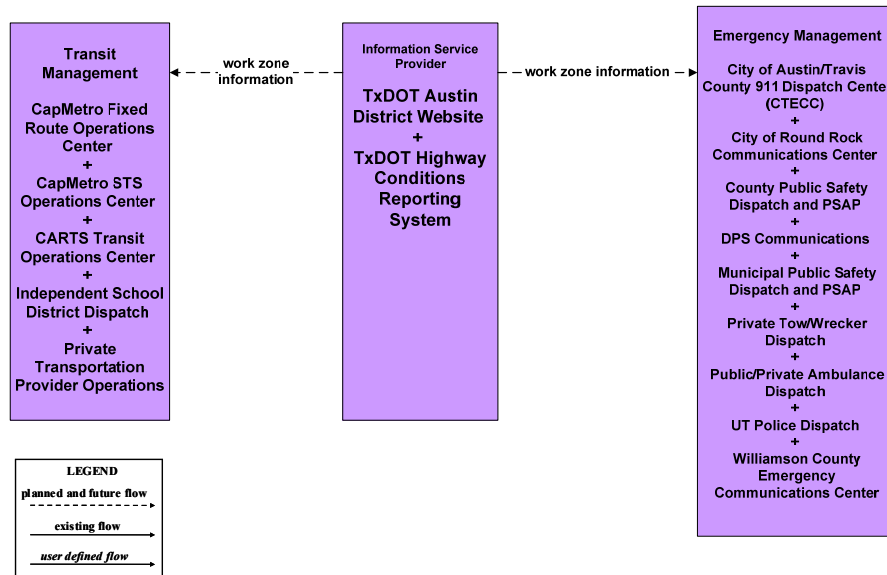 Transit
Management
CapMetro Fixed
Route Operations
Center
+
CapMetro STS
Operations Center
+
CARTS Transit
Operations Center
+
Independent School
District Dispatch
+
Private
Transportation
Provider Operations
work zone
information
Information Service
Provider
TxDOT Austin
District Website
+
TxDOT Highway
Conditions
Reporting
System
work zone information
Emergency Management
City of Austin/Travis
County 911 Dispatch Cente
(CTECC)
+
City of Round Rock
Communications Center
+
County Public Safety
Dispatch and PSAP
+
DPS Communications
+
Municipal Public Safety
Dispatch and PSAP
+
Private Tow/Wrecker
Dispatch
+
Public/Private Ambulance
Dispatch
+
UT Police Dispatch
+
Williamson County
Emergency
Communications Center
LEGEND
planned and future flow
existing flow
user defined flow